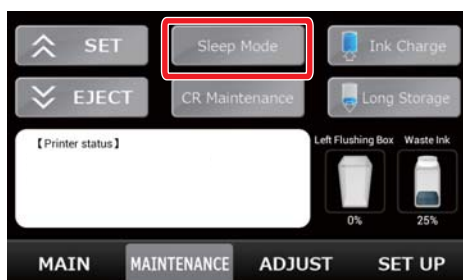 SET
Sleep Mode
Ink Charge
EJECT
CR Maintenance
Long Storage
【Printer status】
Left Flushing Box
Waste Ink
0%
25%
MAIN
MAINTENANCE
ADJUST
SET UP